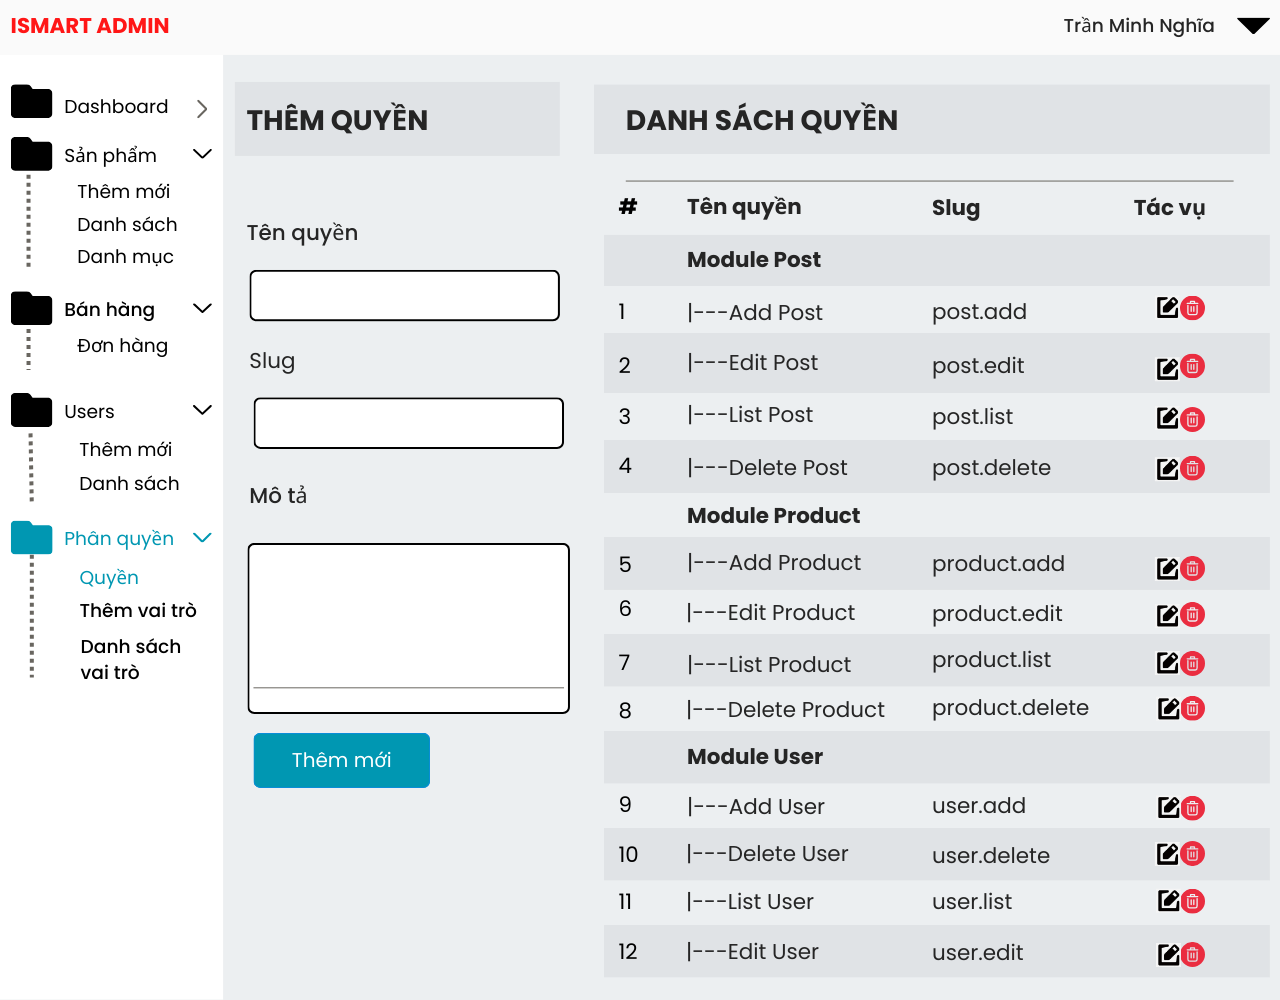 ISMART ADMIN
Trần Minh Nghĩa
Dashboard
Sản phẩm
Thêm mới
Danh sách
Danh mục
Bán hàng
Đơn hàng
Users
Thêm mới
Danh sách
Phân quyền
Quyền
Thêm vai trò
Danh sách
vai trò
THÊM QUYỀN
Tên quyền
Slug
Mô tả
Thêm mới
DANH SÁCH QUYỀN
# Tên quyền Slug Tác vụ
Module Post
1 |---Add Post post.add
2 |---Edit Post post.edit
3 |---List Post post.list
4 |---Delete Post post.delete
Module Product
5 |---Add Product product.add
6 |---Edit Product product.edit
7 |---List Product product.list
8 |---Delete Product product.delete
Module User
9 |---Add User user.add
10 |---Delete User user.delete
11 |---List User user.list
12 |---Edit User user.edit